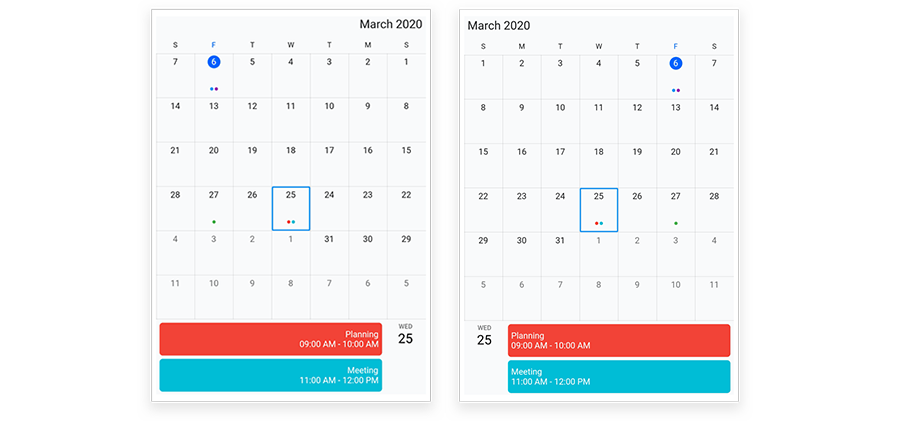 March 2020
S F T W T M S
7 6 5 4 3 2 1
14 13 12 11 10 9 8
21 20 19 18 17 16 15
28 27 26 25 24 23 22
4 3 2 1 31 30 29
11 10 9 8 7 6 5
Planning
09:00 AM - 10:00 AM
WED
25
Meeting
11:00 AM - 12:00 PM
March 2020
S M T W T F S
1 2 3 4 5 6 7
8 9 10 11 12 13 14
15 16 17 18 19 20 21
22 23 24 25 26 27 28
29 30 31 1 2 3 4
5 6 7 8 9 10 11
WED
25
Planning
09:00 AM - 10:00 AM
Meeting
11:00 AM - 12:00 PM